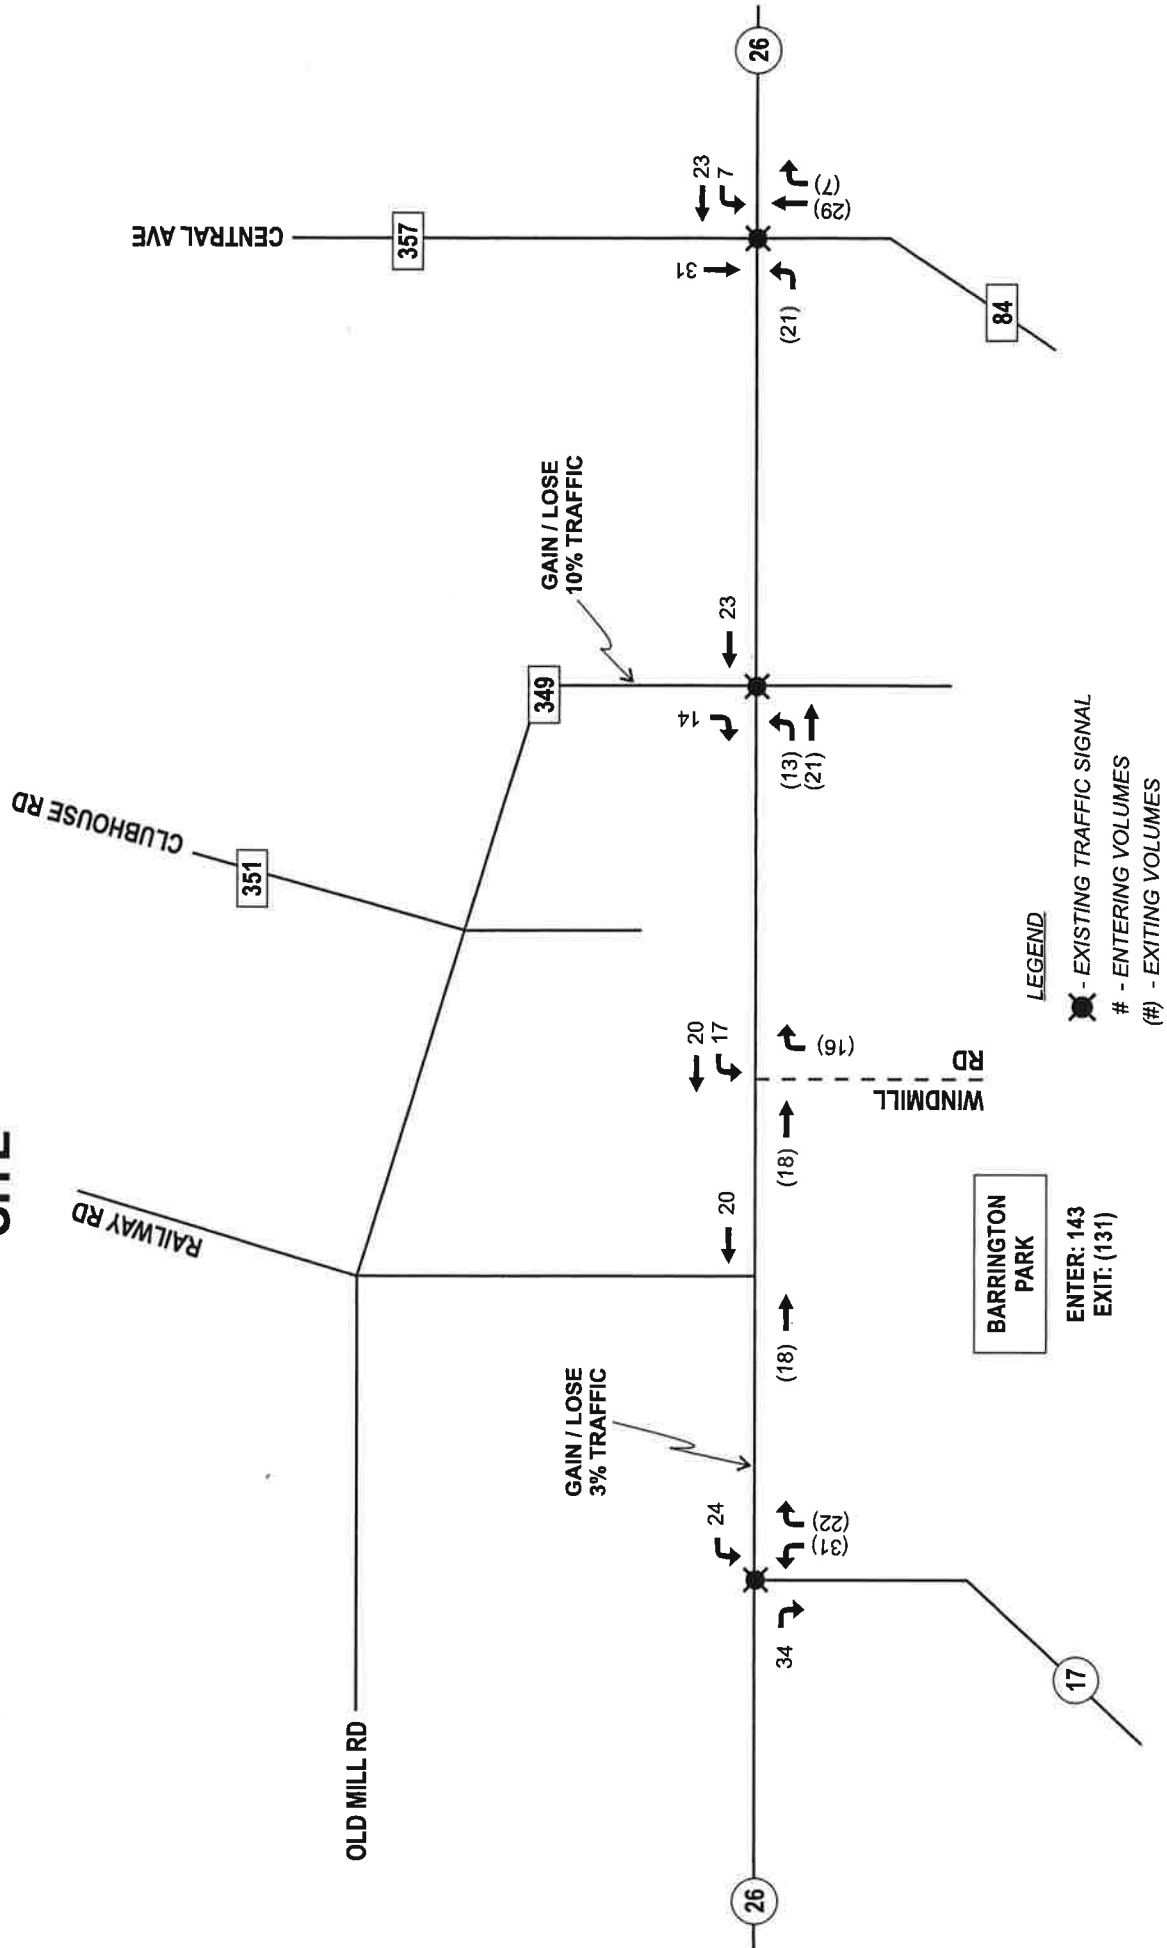 OLD MILL RD
RAILWAY RD
CLUBHOUSE RD
351
349
CENTRAL AVE
357
GAIN / LOSE
10% TRAFFIC
GAIN / LOSE
3% TRAFFIC
26
34
24
(31)
(22)
(18)
20
(18)
20
17
(16)
WINDMILL
RD
14
(13)
(21)
23
31
(21)
23
7
(29)
(7)
26
17
84
BARRINGTON
PARK
ENTER: 143
EXIT: (131)
LEGEND
- EXISTING TRAFFIC SIGNAL
# - ENTERING VOLUMES
(#) - EXITING VOLUMES